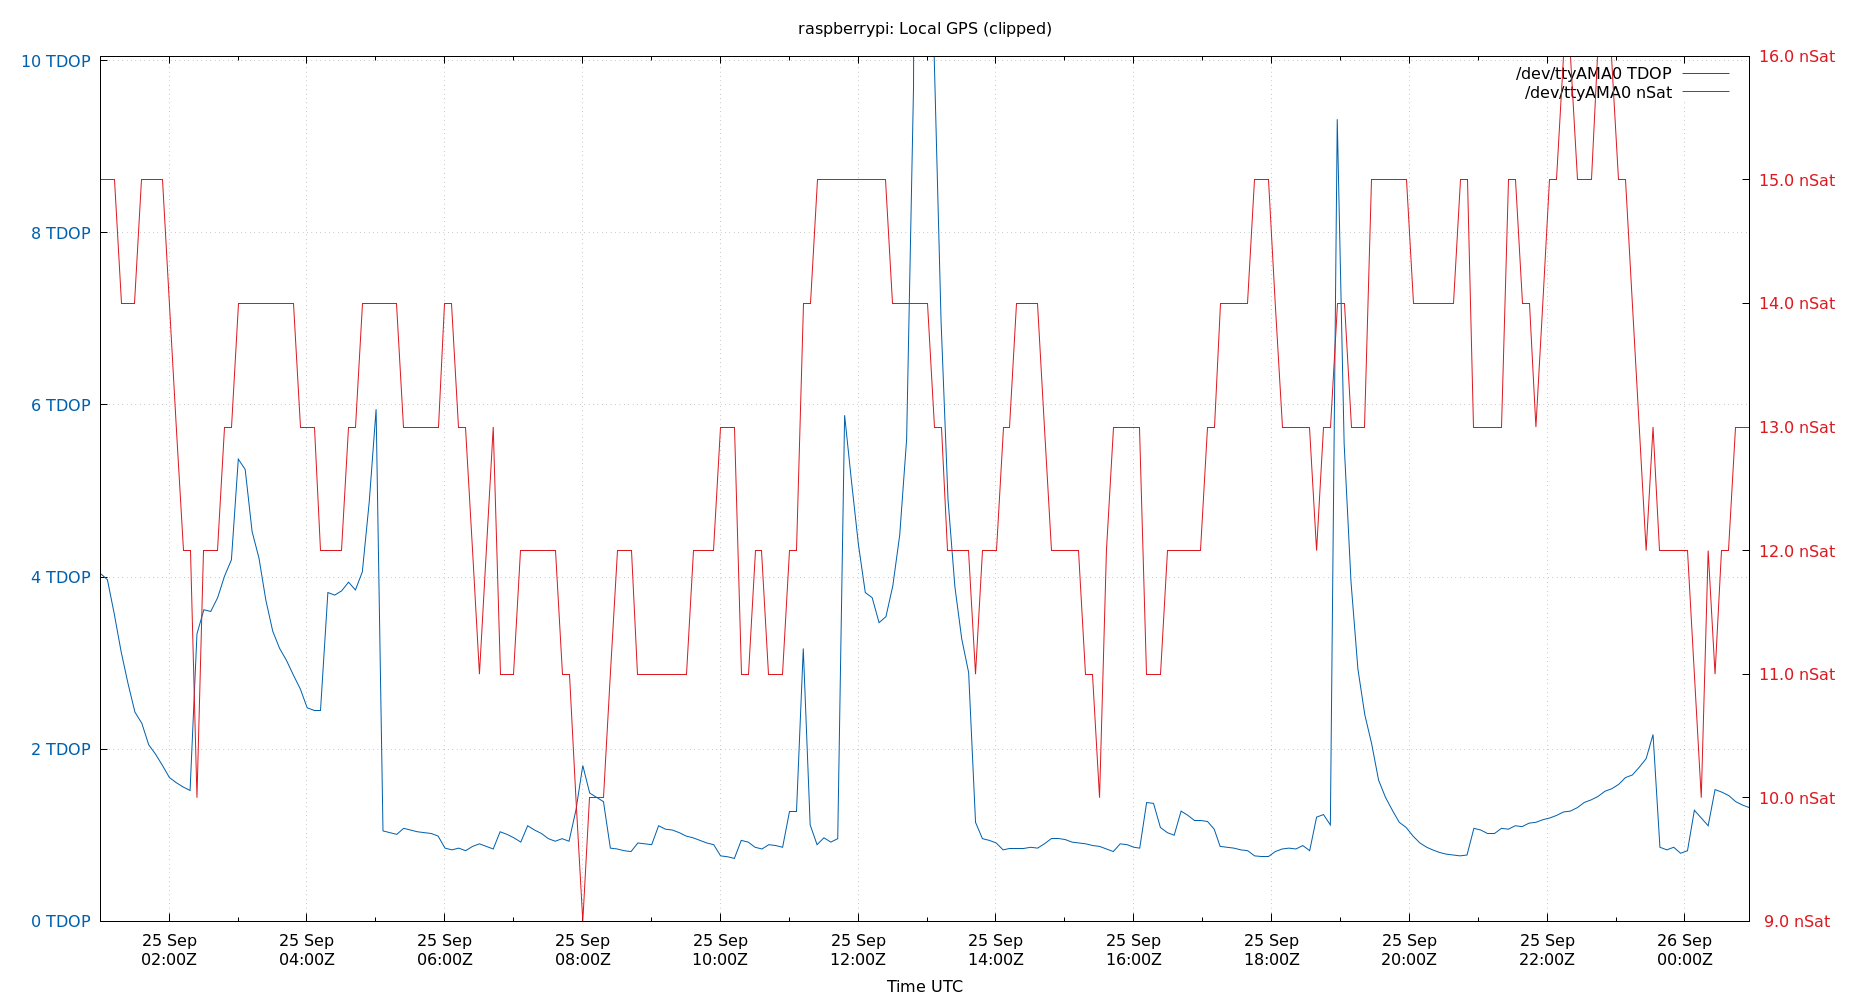 raspberrypi: Local GPS (clipped)
10 TDOP
8 TDOP
6 TDOP
4 TDOP
2 TDOP
0 TDOP
16.0 nSat
15.0 nSat
14.0 nSat
13.0 nSat
12.0 nSat
11.0 nSat
10.0 nSat
9.0 nSat
/dev/ttyAMA0 TDOP
/dev/ttyAMA0 nSat
25 Sep 25 Sep 25 Sep 25 Sep 25 Sep 25 Sep 25 Sep 25 Sep 25 Sep 25 Sep 25 Sep 26 Sep
02:00Z 04:00Z 06:00Z 08:00Z 10:00Z 12:00Z 14:00Z 16:00Z 18:00Z 20:00Z 22:00Z 00:00Z
Time UTC